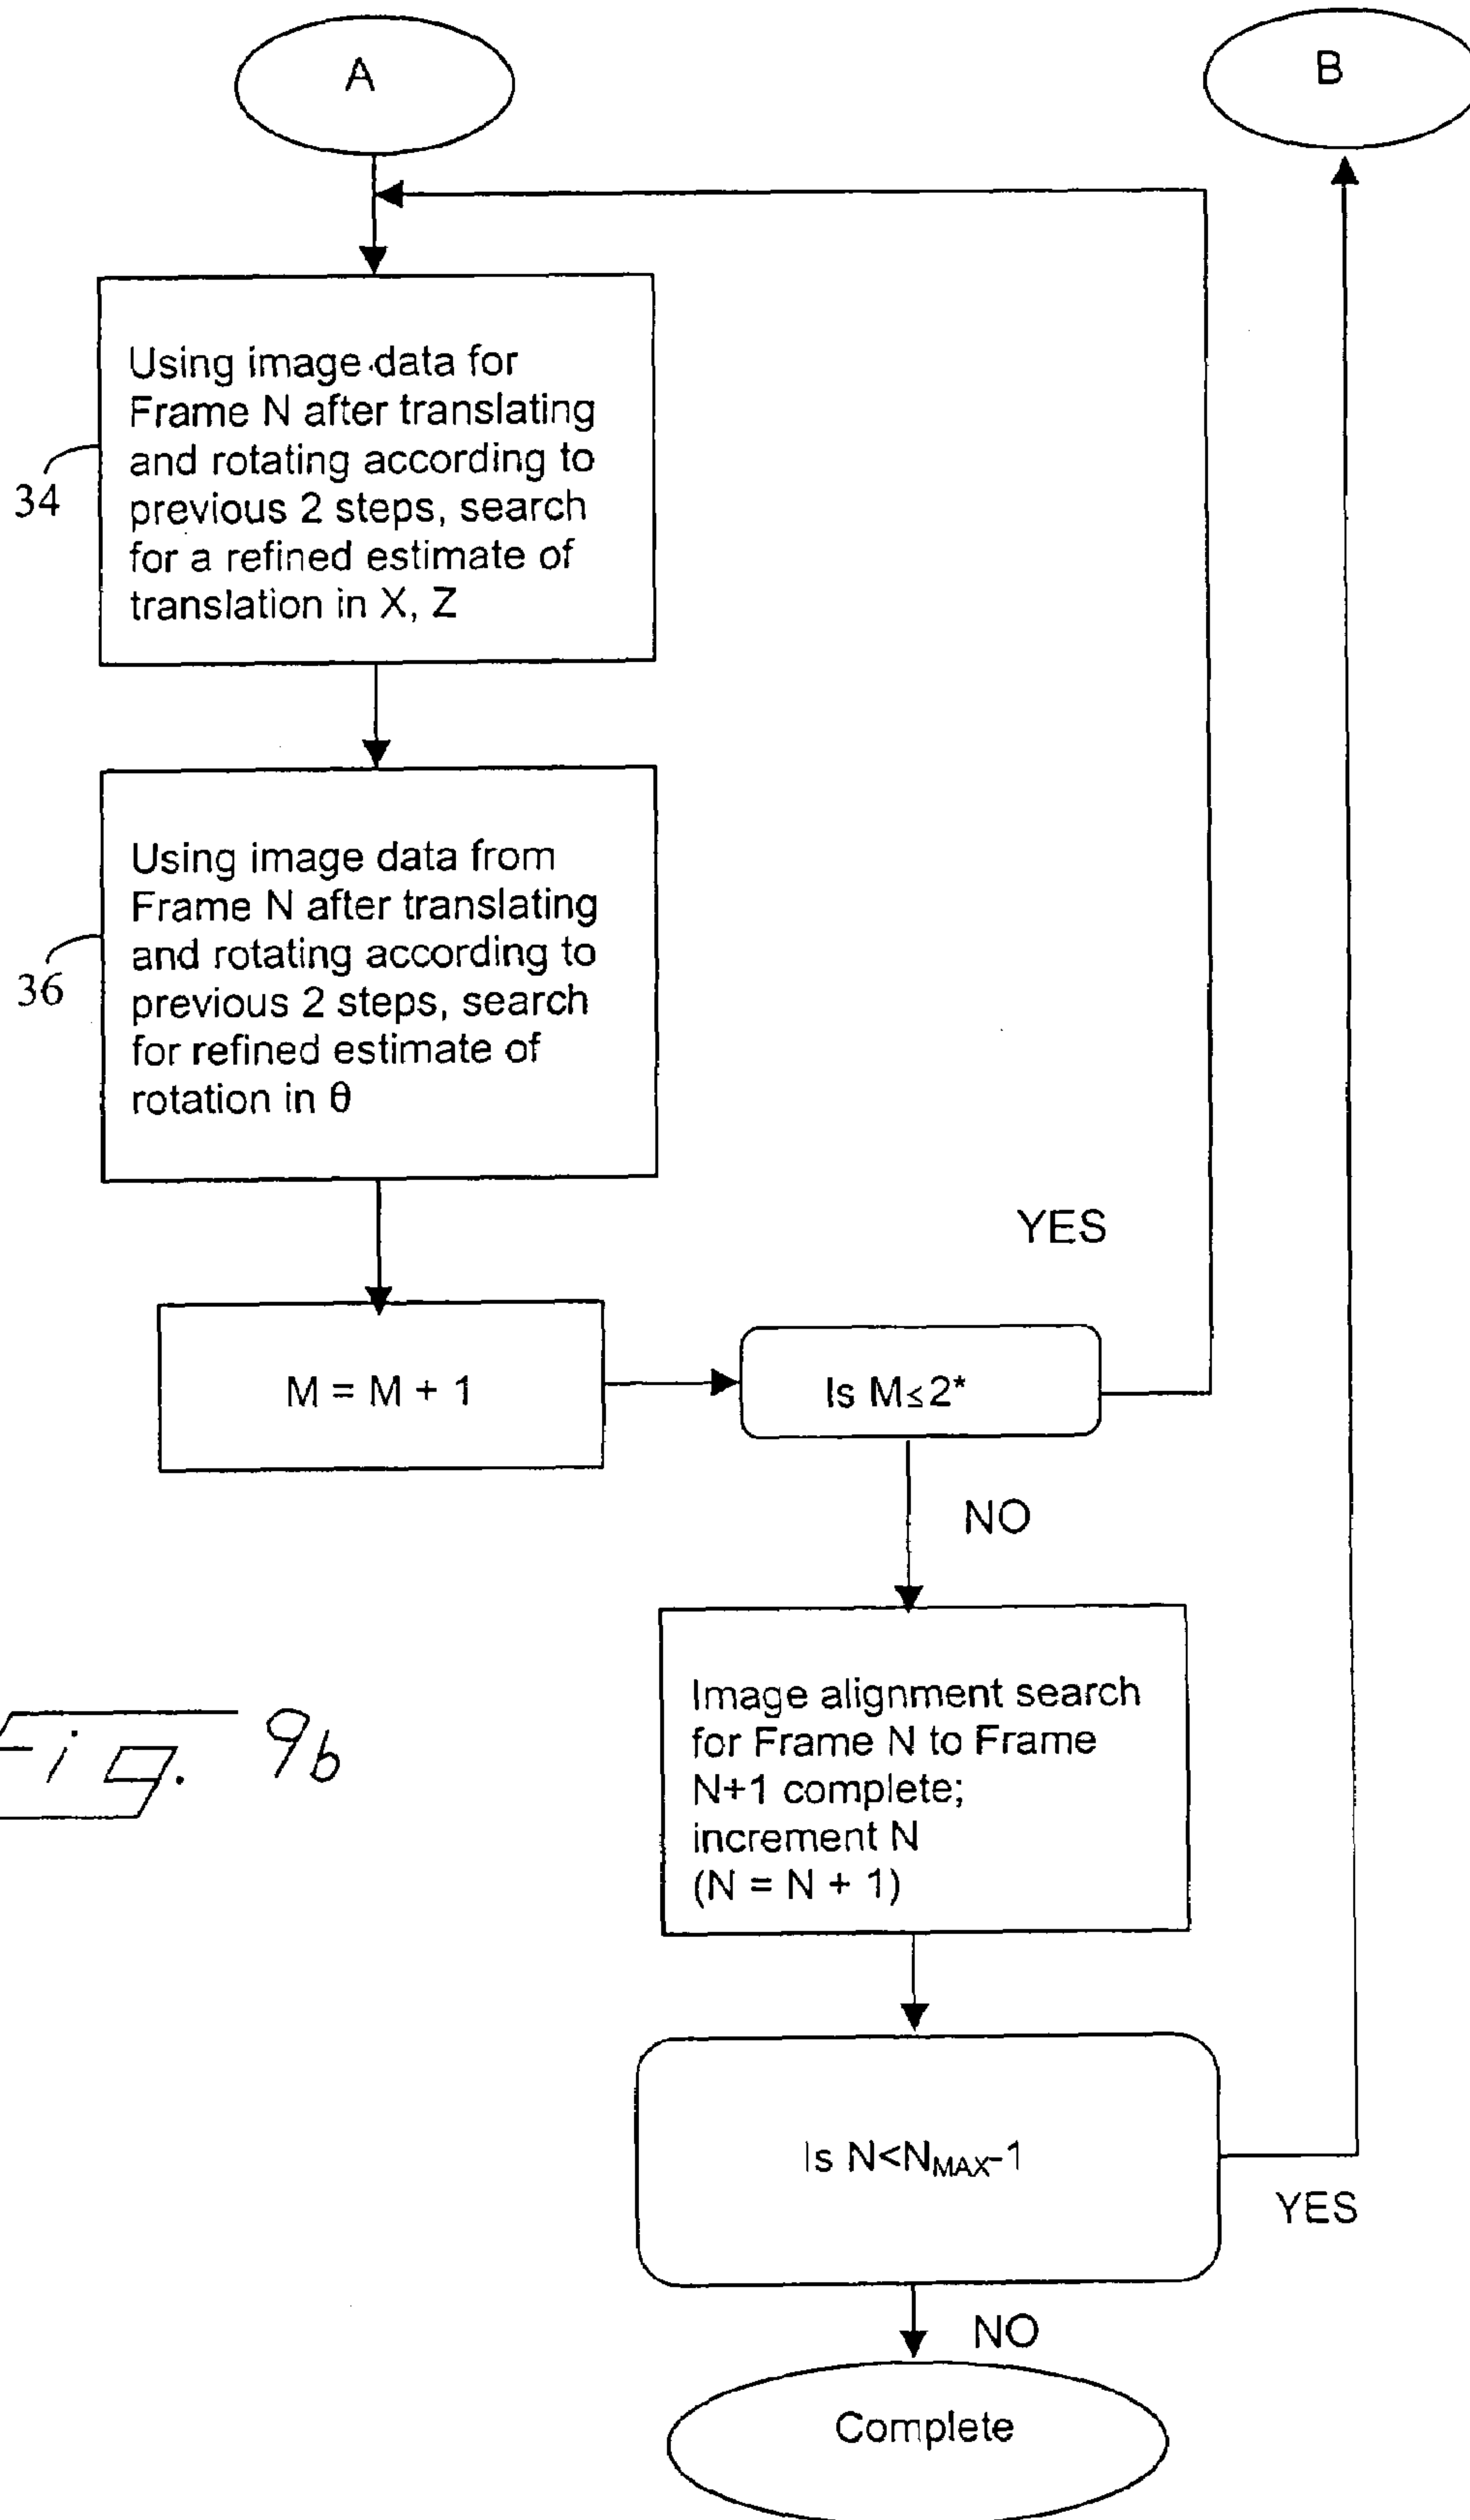 A
B
Using image data for
Frame N after translating
and rotating according to
previous 2 steps, search
for a refined estimate of
translation in X, Z
34
Using image data from
Frame N after translating
and rotating according to
previous 2 steps, search
for refined estimate of
rotation in θ
36
YES
M = M + 1
Is M≤2*
NO
Image alignment search
for Frame N to Frame
N+1 complete;
increment N
(N = N + 1)
Fig. 9b
Is N<NMAX-1
YES
NO
Complete